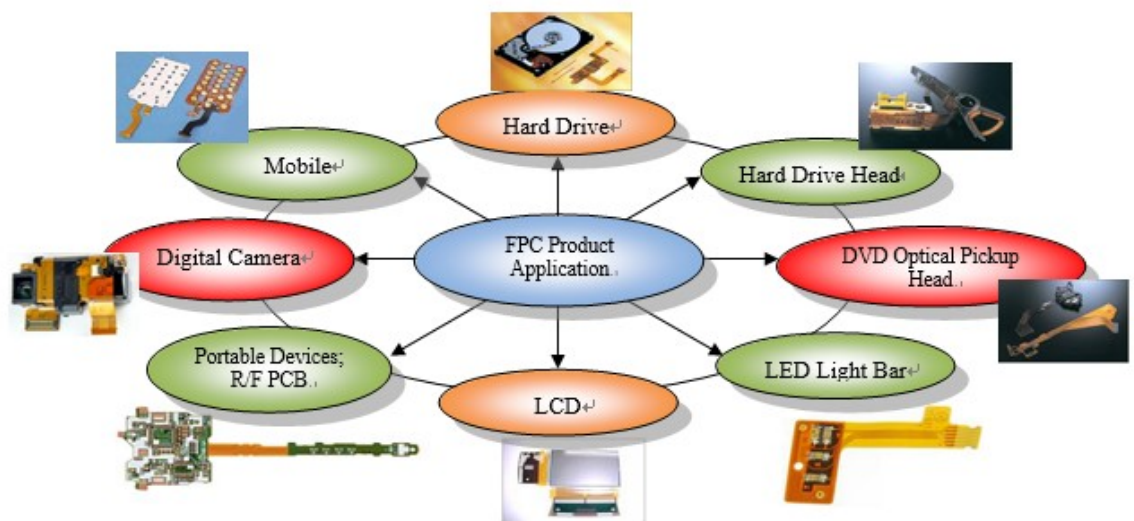 Hard Drive↵
Mobile↵
Hard Drive Head↵
FPC Product
Application.↓
Digital Camera↵
DVD Optical Pickup
Head.↓
Portable Devices;
R/F PCB.↓
LED Light Bar↵
LCD↵